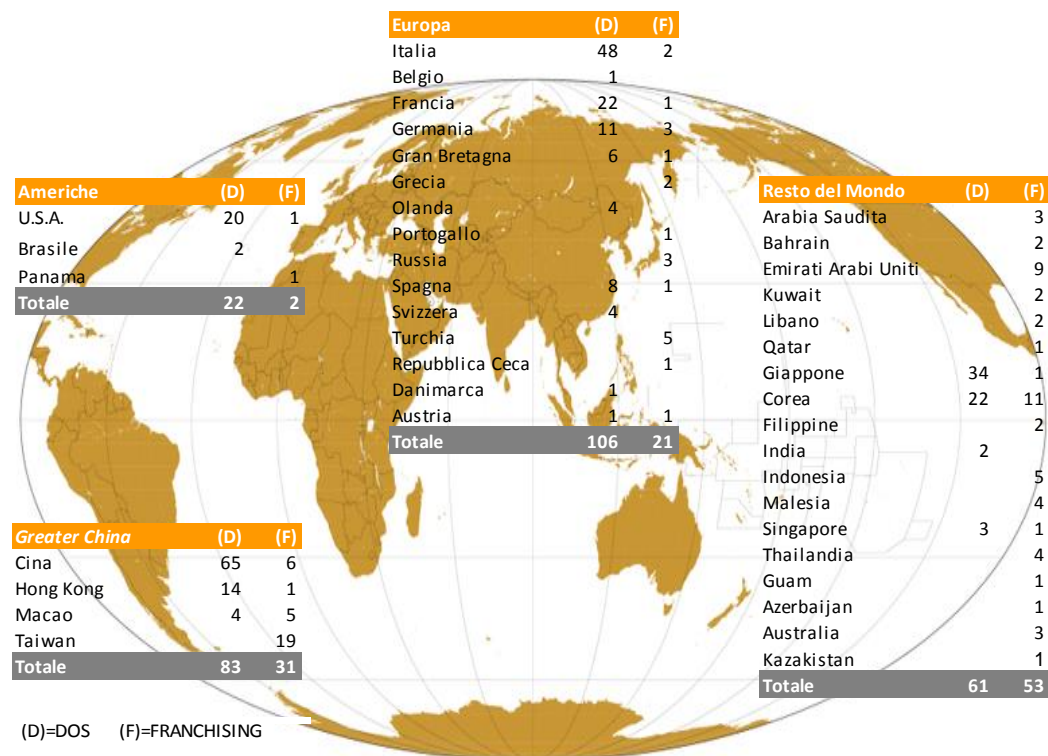 Europa (D) (F)
Italia 48 2
Belgio 1
Francia 22 1
Germania 11 3
Gran Bretagna 6 1
Grecia 2
Olanda 4
Portogallo 1
Russia 3
Spagna 8 1
Svizzera 4
Turchia 5
Repubblica Ceca 1
Danimarca 1
Austria 1 1
Totale 106 21
Americhe (D) (F)
U.S.A. 20 1
Brasile 2
Panama 1
Totale 22 2
Resto del Mondo (D) (F)
Arabia Saudita 3
Bahrain 2
Emirati Arabi Uniti 9
Kuwait 2
Libano 2
Qatar 1
Giappone 34 1
Corea 22 11
Filippine 2
India 2
Indonesia 5
Malesia 4
Singapore 3 1
Thailandia 4
Guam 1
Azerbaijan 1
Australia 3
Kazakistan 1
Totale 61 53
Greater China (D) (F)
Cina 65 6
Hong Kong 14 1
Macao 4 5
Taiwan 19
Totale 83 31
(D)=DOS (F)=FRANCHISING